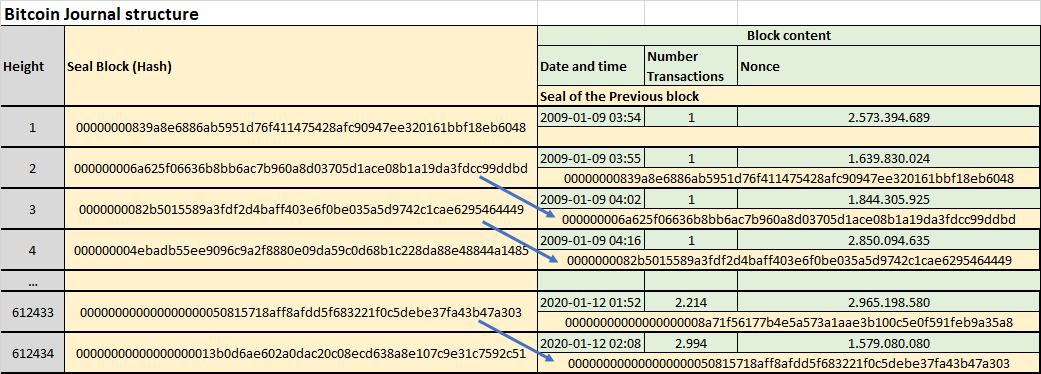 Bitcoin Journal structure
Height
Seal Block (Hash)
Block content
Date and time
Number
Transactions
Nonce
Seal of the Previous block
1
00000000839a8e6886ab5951d76f411475428afc90947ee320161bbf18eb6048
2009-01-09 03:54
1
2.573.394.689
2
000000006a625f06636b8bb6ac7b960a8d03705d1ace08b1a19da3fdcc99ddbd
2009-01-09 03:55
1
1.639.830.024
00000000839a8e6886ab5951d76f411475428afc90947ee320161bbf18eb6048
3
0000000082b5015589a3fdf2d4baff403e6f0be035a5d9742c1cae6295464449
2009-01-09 04:02
1
1.844.305.925
000000006a625f06636b8bb6ac7b960a8d03705d1ace08b1a19da3fdcc99ddbd
4
000000004ebadb55ee9096c9a2f8880e09da59c0d68b1c228da88e48844a1485
2009-01-09 04:16
1
2.850.094.635
0000000082b5015589a3fdf2d4baff403e6f0be035a5d9742c1cae6295464449
...
612433
0000000000000000000050815718aff8afdd5f683221f0c5debe37fa43b47a303
2020-01-12 01:52
2.214
2.965.198.580
00000000000000000008a71f56177b4e5a573a1aae3b100c5e0f591feb9a35a8
612434
00000000000000000013b0d6ae602a0dac20c08ecd638a8e107c9e31c7592c51
2020-01-12 02:08
2.994
1.579.080.080
0000000000000000000050815718aff8afdd5f683221f0c5debe37fa43b47a303